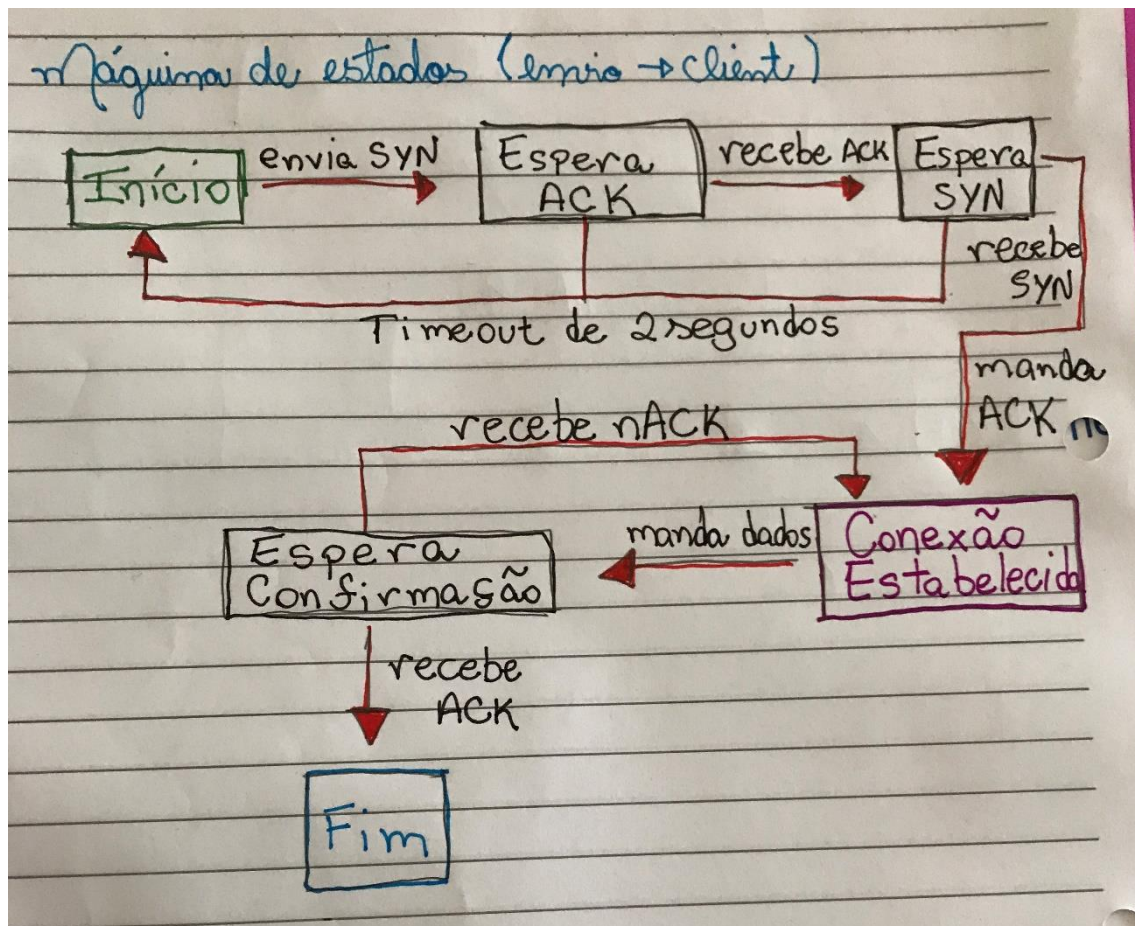 Máquina de estados (envio → client)
Início
envia SYN
Espera
ACK
recebe ACK
Espera
SYN
recebe
SYN
Timeout de 2 segundos
manda
ACK
recebe nACK
Espera
Confirmação
manda dados
Conexão
Estabelecida
recebe
ACK
Fim